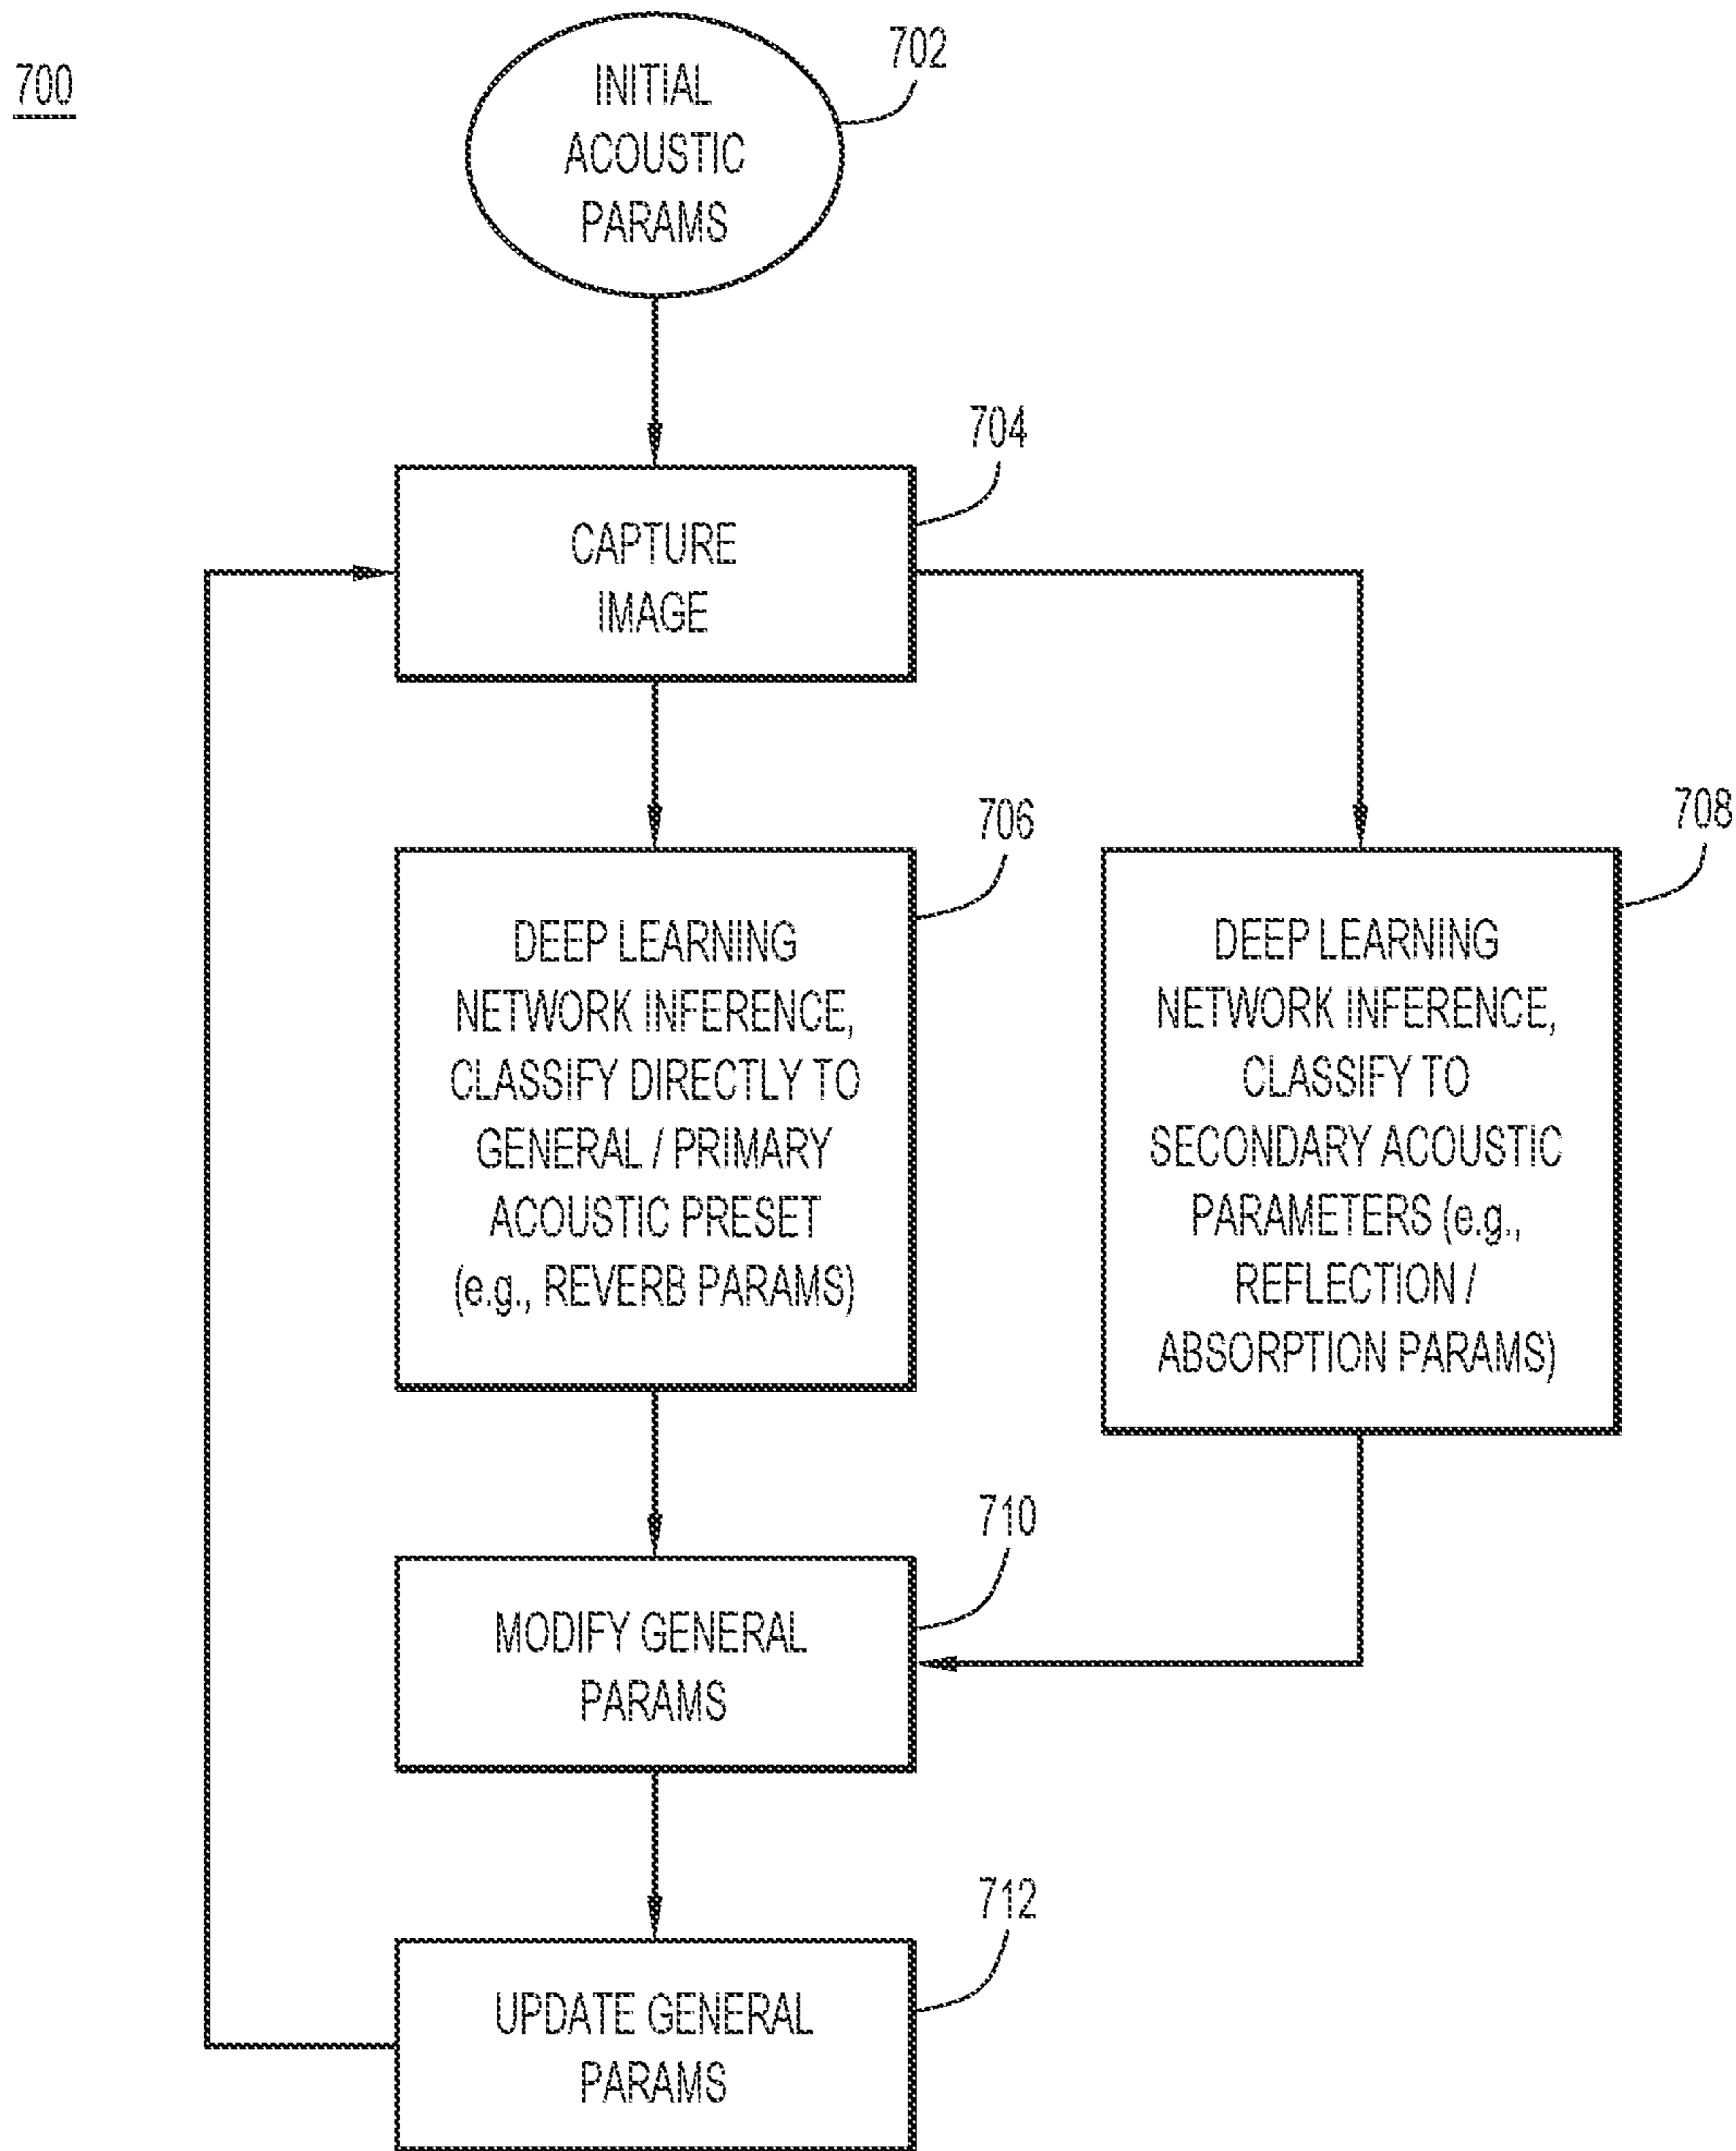 700
702
INITIAL
ACOUSTIC
PARAMS
704
CAPTURE
IMAGE
706
DEEP LEARNING
NETWORK INFERENCE,
CLASSIFY DIRECTLY TO
GENERAL / PRIMARY
ACOUSTIC PRESET
(e.g., REVERB PARAMS)
708
DEEP LEARNING
NETWORK INFERENCE,
CLASSIFY TO
SECONDARY ACOUSTIC
PARAMETERS (e.g.,
REFLECTION /
ABSORPTION PARAMS)
710
MODIFY GENERAL
PARAMS
712
UPDATE GENERAL
PARAMS